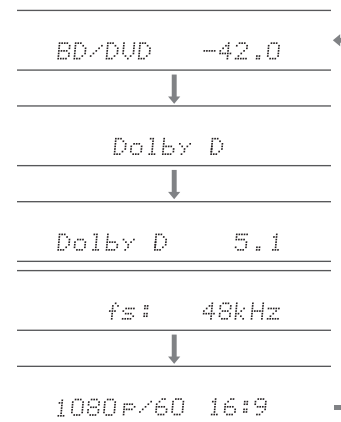 BD/DVD -42.0
Dolby D
Dolby D 5.1
fs: 48kHz
1080p/60 16:9